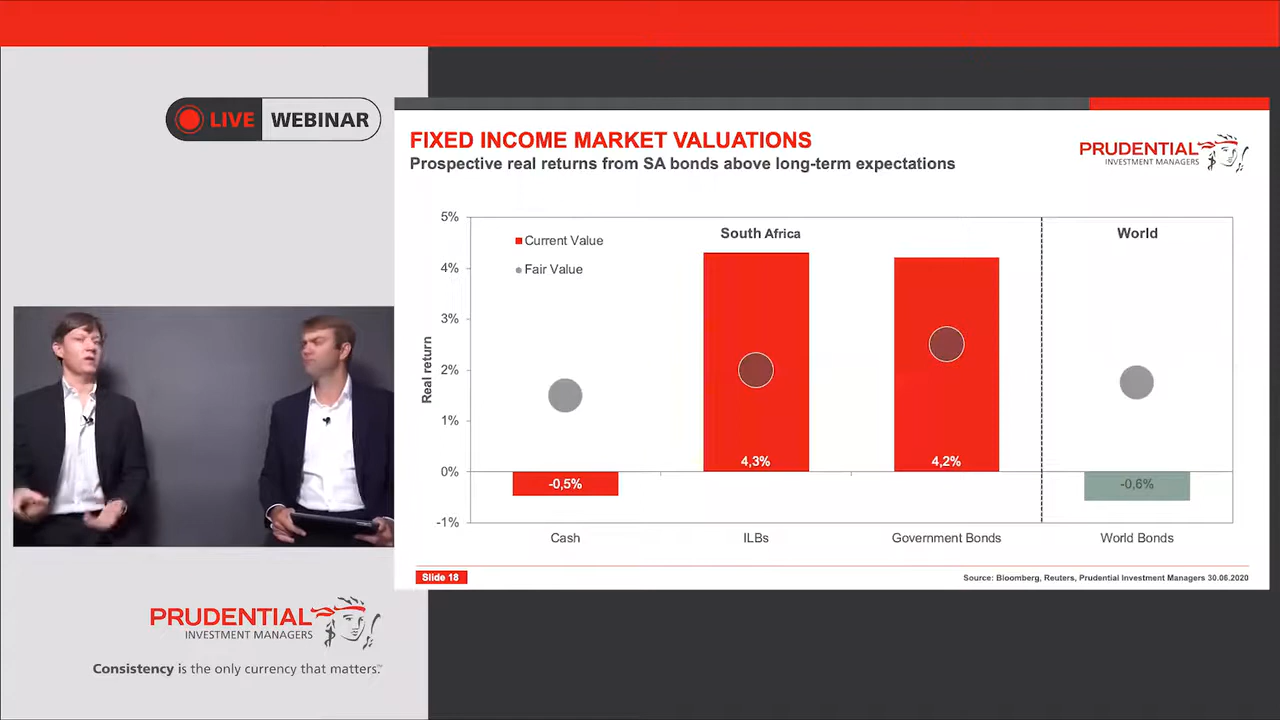 LIVE WEBINAR
FIXED INCOME MARKET VALUATIONS
Prospective real returns from SA bonds above long-term expectations
PRUDENTIAL
INVESTMENT MANAGERS
5%
4%
3%
2%
1%
0%
-1%
Real return
Current Value
Fair Value
South Africa
World
-0,5%
4,3%
4,2%
-0,6%
Cash
ILBs
Government Bonds
World Bonds
Slide 18
Source: Bloomberg, Reuters, Prudential Investment Managers 30.06.2020
PRUDENTIAL
INVESTMENT MANAGERS
Consistency is the only currency that matters.™